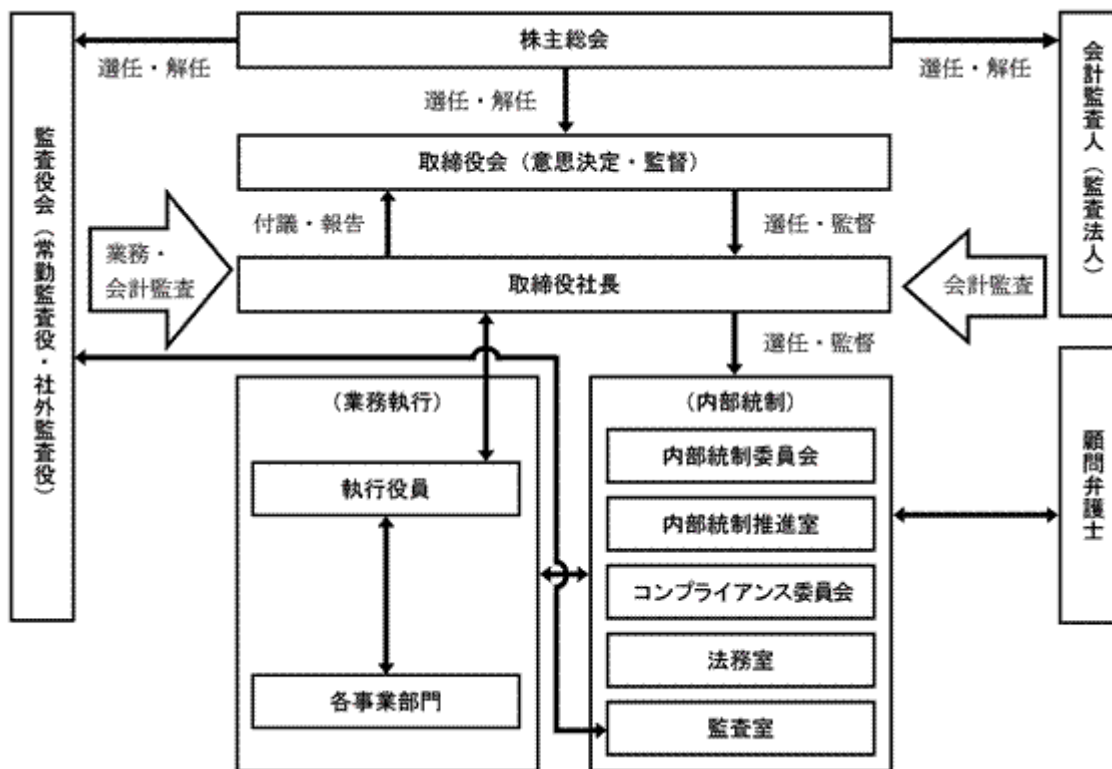 株主総会
選任・解任
選任・解任
選任・解任
監査役会（常勤監査役・社外監査役）
会計監査人（監査法人）
取締役会（意思決定・監督）
付議・報告
選任・監督
業務・
会計監査
取締役社長
会計監査
選任・監督
（業務執行）
執行役員
各事業部門
（内部統制）
内部統制委員会
内部統制推進室
コンプライアンス委員会
法務室
監査室
顧問弁護士